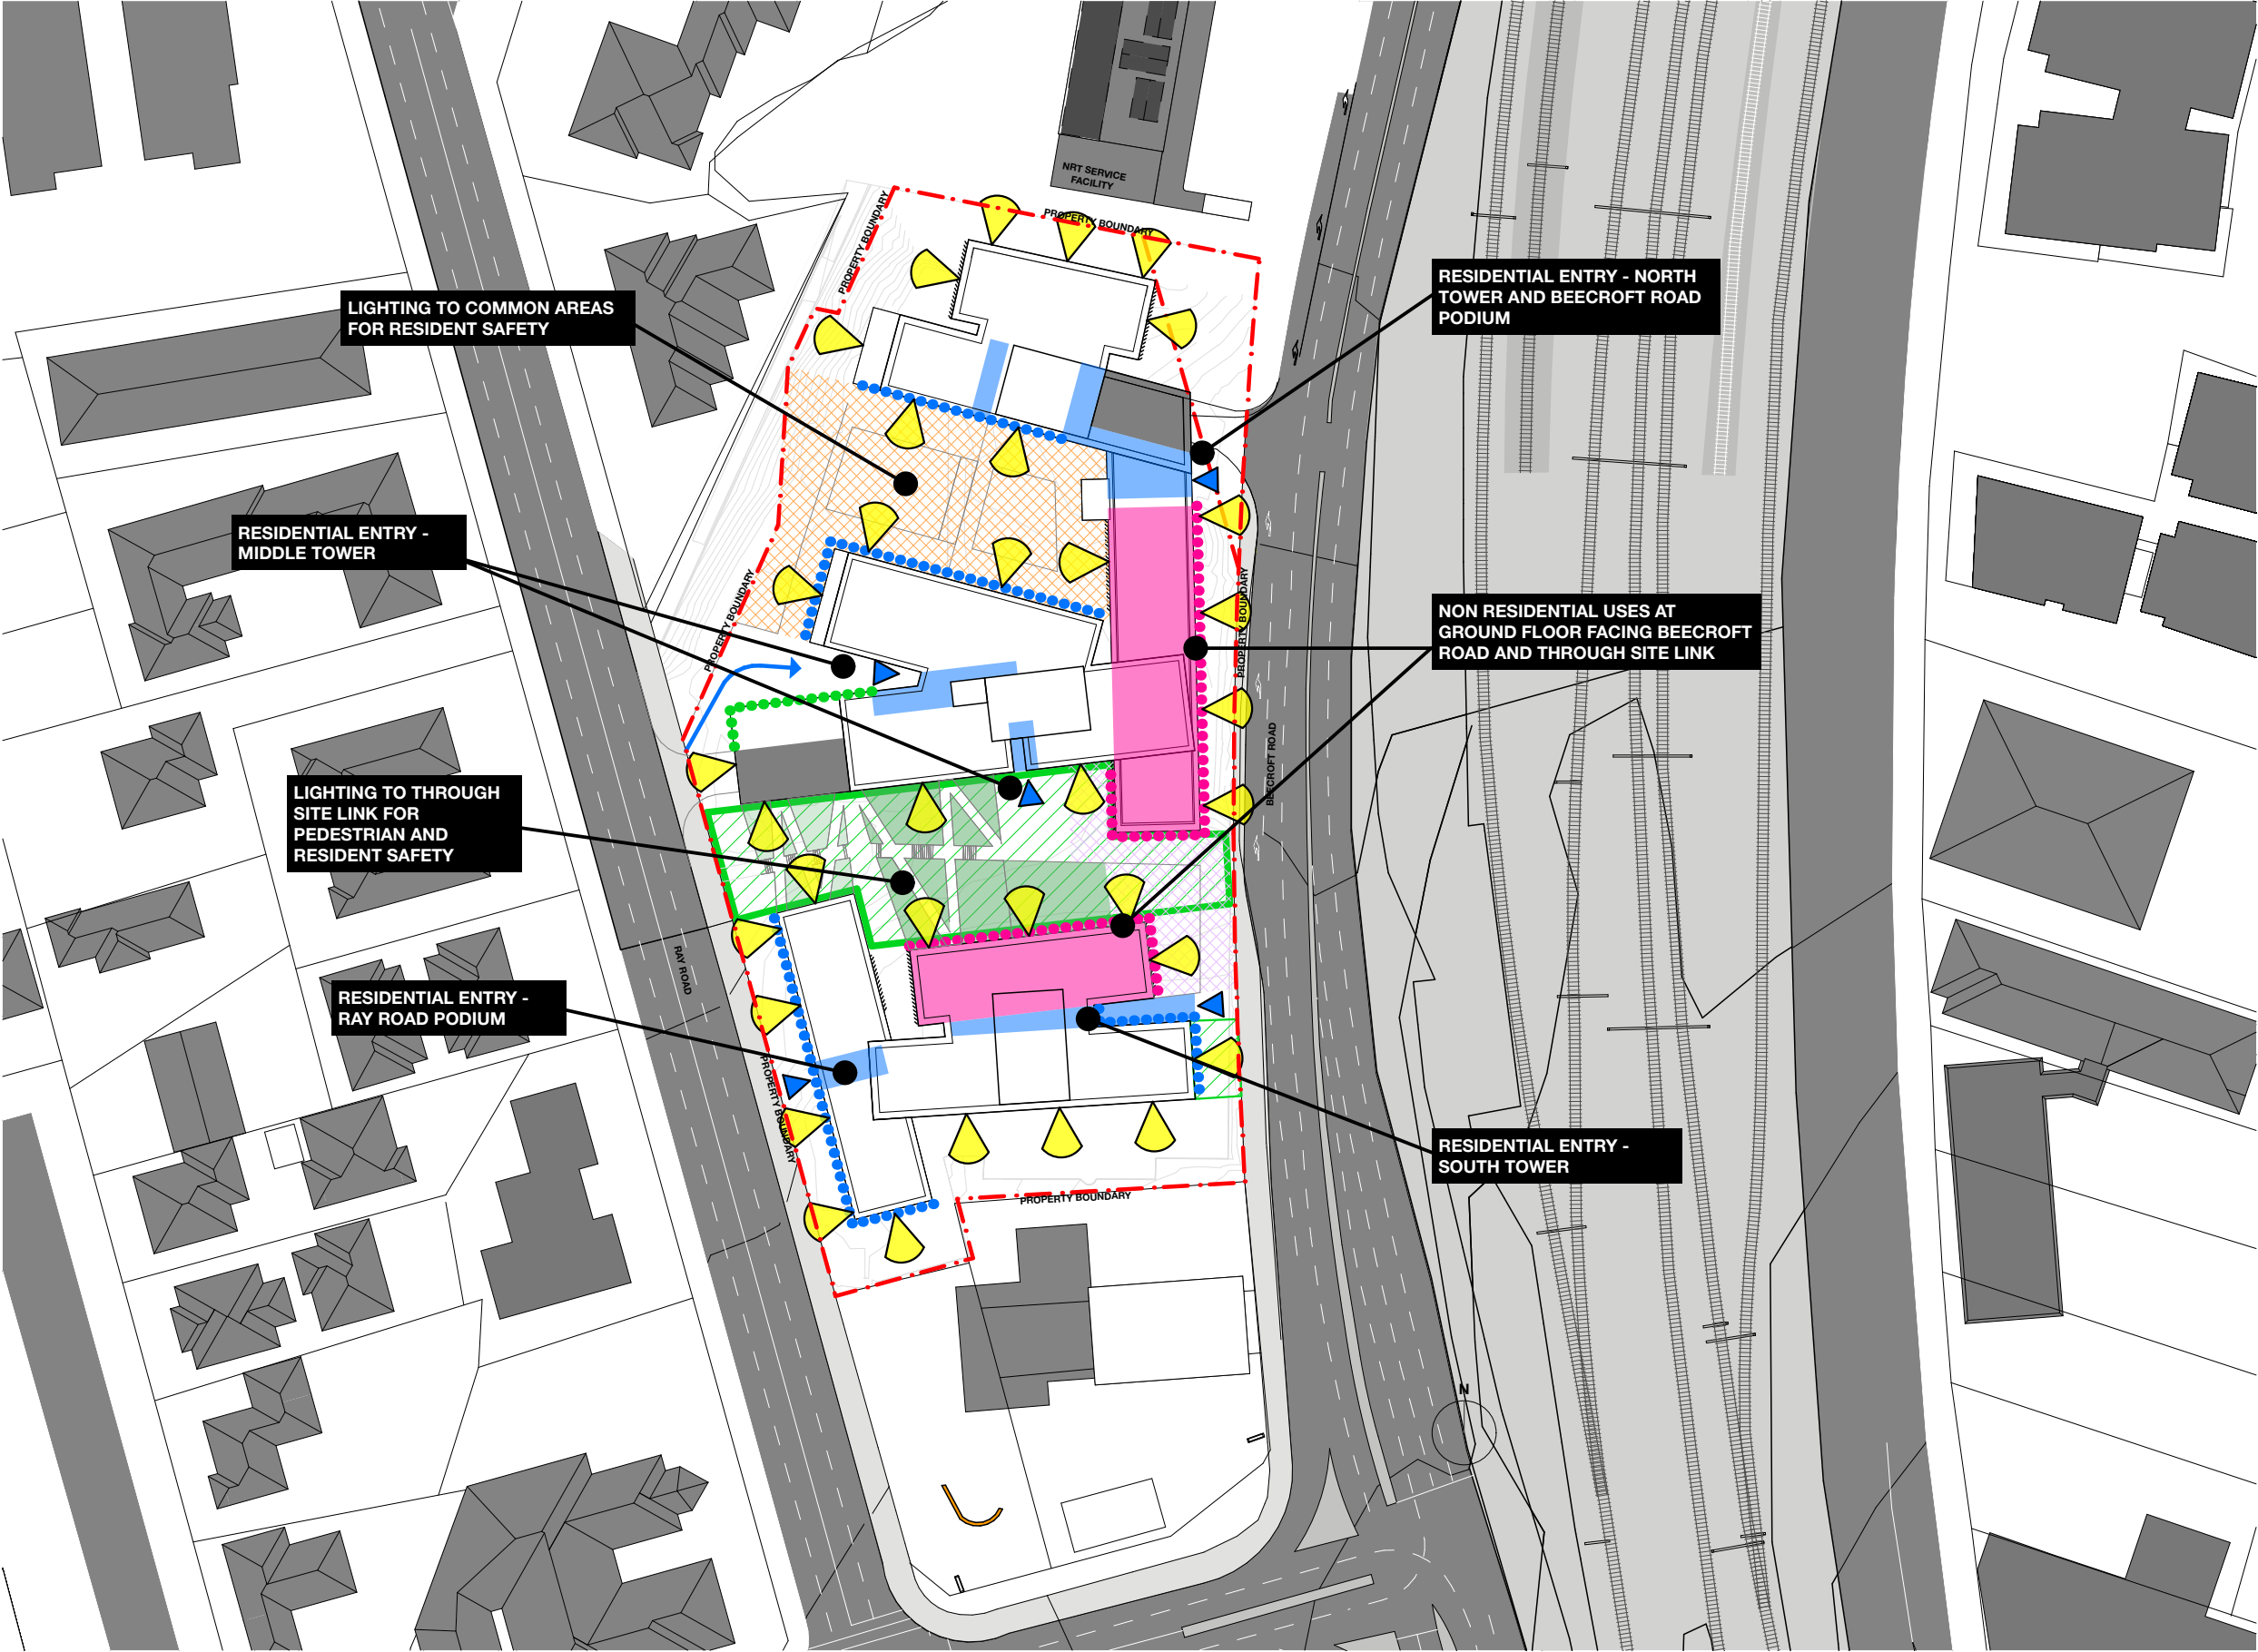 NRT SERVICE
FACILITY
PROPERTY BOUNDARY
PROPERTY BOUNDARY
RESIDENTIAL ENTRY - NORTH
TOWER AND BEECROFT ROAD
PODIUM
LIGHTING TO COMMON AREAS
FOR RESIDENT SAFETY
RESIDENTIAL ENTRY -
MIDDLE TOWER
PROPERTY BOUNDARY
PROPERTY BOUNDARY
NON RESIDENTIAL USES AT
GROUND FLOOR FACING BEECROFT
ROAD AND THROUGH SITE LINK
BEECROFT ROAD
LIGHTING TO THROUGH
SITE LINK FOR
PEDESTRIAN AND
RESIDENT SAFETY
RAY ROAD
RESIDENTIAL ENTRY -
RAY ROAD PODIUM
PROPERTY BOUNDARY
RESIDENTIAL ENTRY -
SOUTH TOWER
PROPERTY BOUNDARY
N